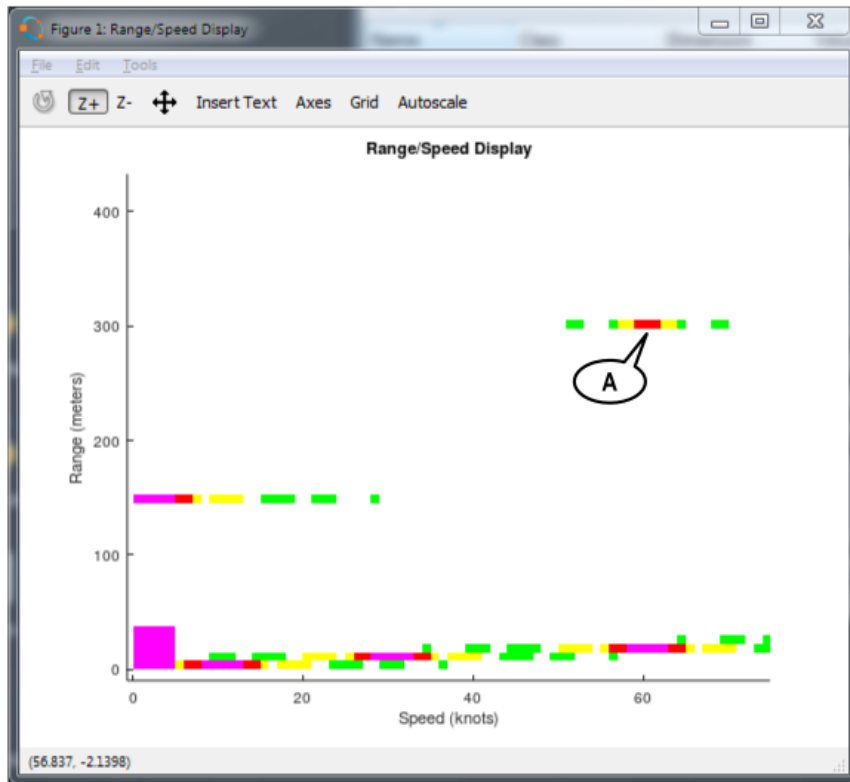 Figure 1: Range/Speed Display
File Edit Tools
Z+ Z- Insert Text Axes Grid Autoscale
Range/Speed Display
400
300
A
200
Range (meters)
100
0
0 20 40 60
Speed (knots)
(56.837, -2.1398)